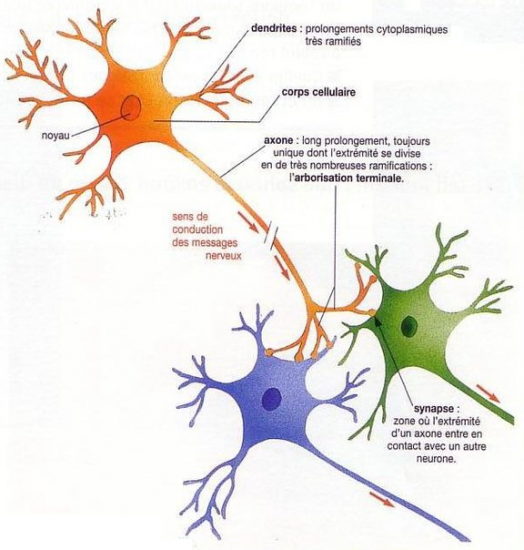 dendrites : prolongements cytoplasmiques
très ramifiés
corps cellulaire
noyau
axone : long prolongement, toujours
unique dont l'extrémité se divise
en de très nombreuses ramifications :
l'arborisation terminale.
sens de
conduction
des messages
nerveux
synapse :
zone où l'extrémité
d'un axone entre en
contact avec un autre
neurone.